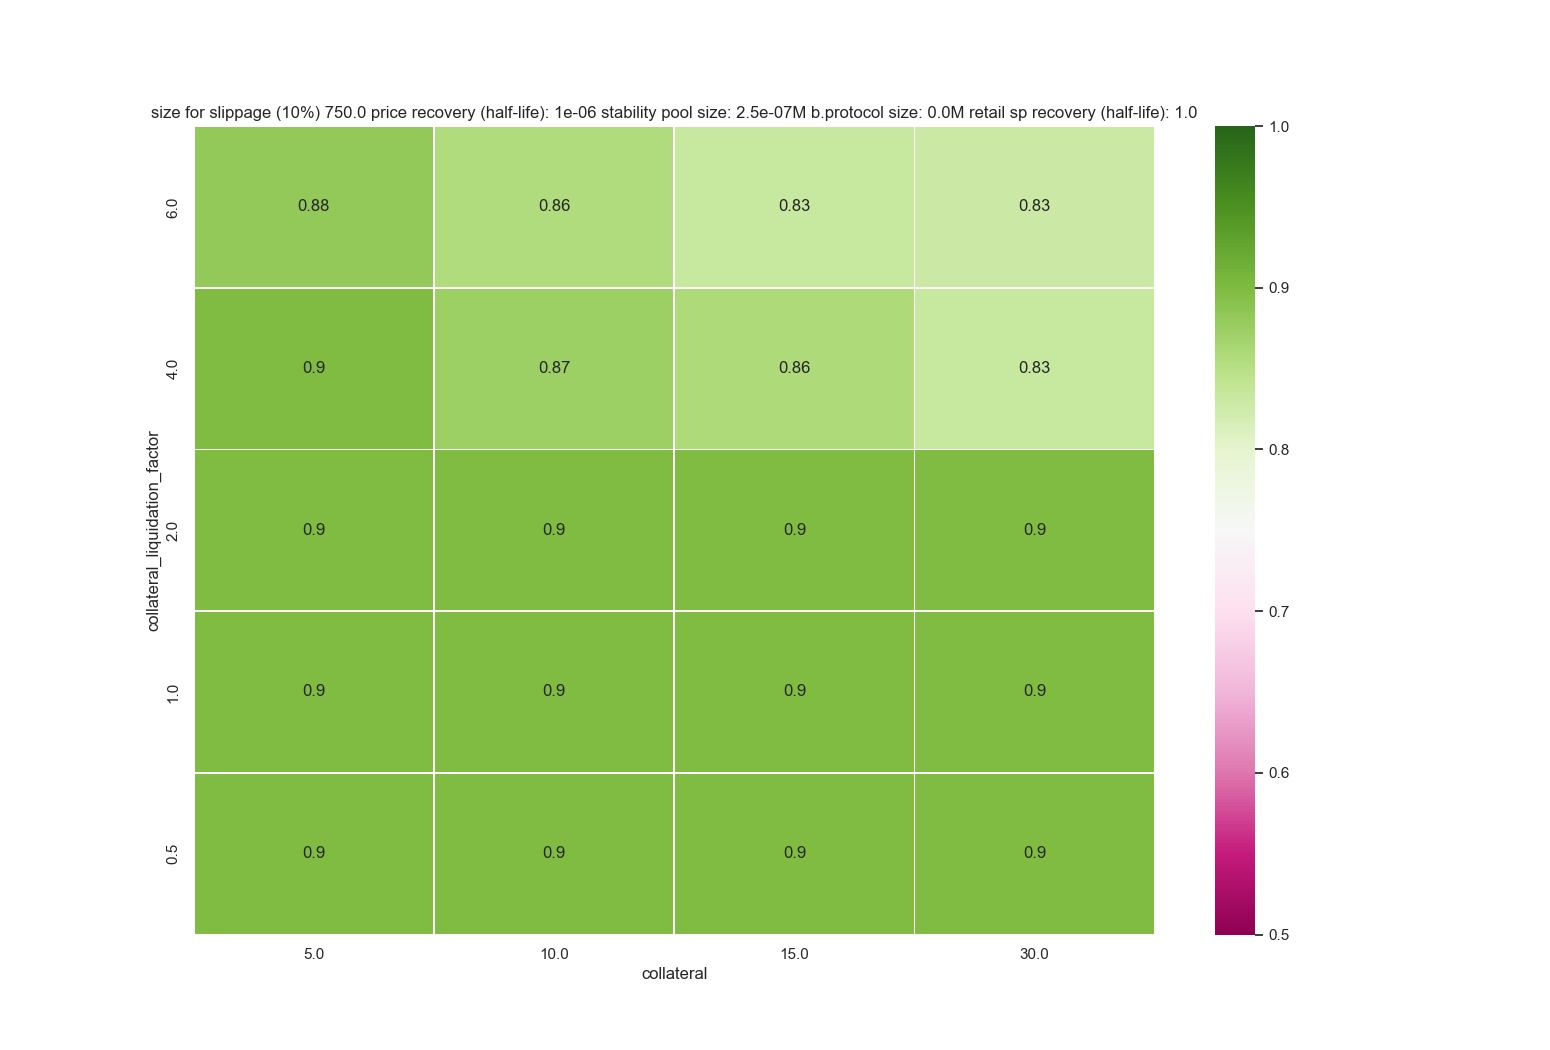 size for slippage (10%) 750.0 price recovery (half-life): 1e-06 stability pool size: 2.5e-07M b.protocol size: 0.0M retail sp recovery (half-life): 1.0
collateral_liquidation_factor
6.0
0.88 0.86 0.83 0.83
4.0
0.9 0.87 0.86 0.83
2.0
0.9 0.9 0.9 0.9
1.0
0.9 0.9 0.9 0.9
0.5
0.9 0.9 0.9 0.9
5.0 10.0 15.0 30.0
collateral
1.0
0.9
0.8
0.7
0.6
0.5